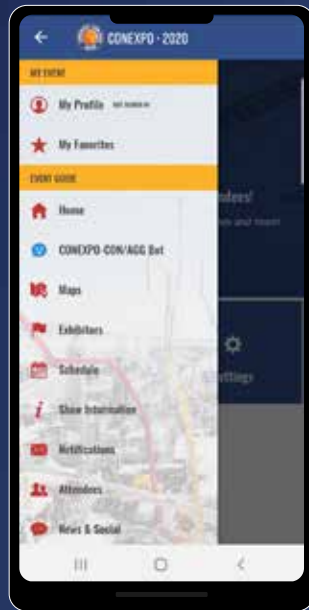 CONEXPO - 2020
MY EVENT
My Profile
My Favorites
EVENT GUIDE
Home
CONEXPO-CON/AGG Bot
Maps
Exhibitors
Schedule
Show Information
Notifications
Attendees
News & Social